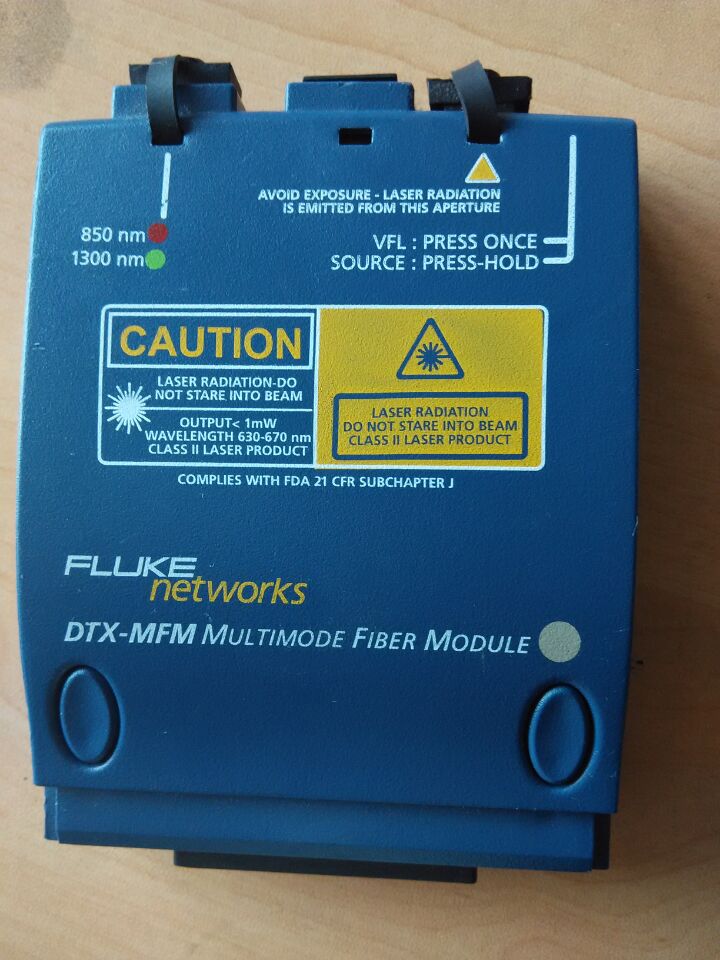 AVOID EXPOSURE - LASER RADIATION
IS EMITTED FROM THIS APERTURE
850 nm
1300 nm
VFL : PRESS ONCE
SOURCE : PRESS-HOLD
CAUTION
LASER RADIATION-DO
NOT STARE INTO BEAM
OUTPUT< 1mW
WAVELENGTH 630-670 nm
CLASS II LASER PRODUCT
LASER RADIATION
DO NOT STARE INTO BEAM
CLASS II LASER PRODUCT
COMPLIES WITH FDA 21 CFR SUBCHAPTER J
FLUKE
networks
DTX-MFM MULTIMODE FIBER MODULE